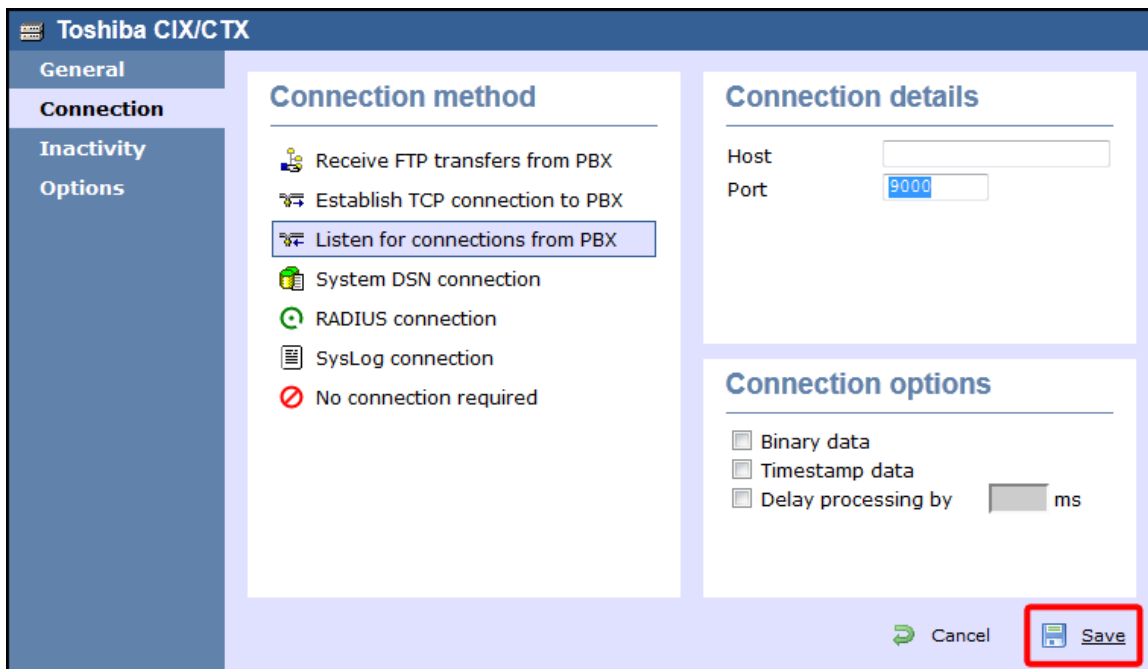 Toshiba CIX/CTX
General
Connection
Inactivity
Options
Connection method
Receive FTP transfers from PBX
Establish TCP connection to PBX
Listen for connections from PBX
System DSN connection
RADIUS connection
SysLog connection
No connection required
Connection details
Host
Port 9000
Connection options
Binary data
Timestamp data
Delay processing by ms
Cancel Save